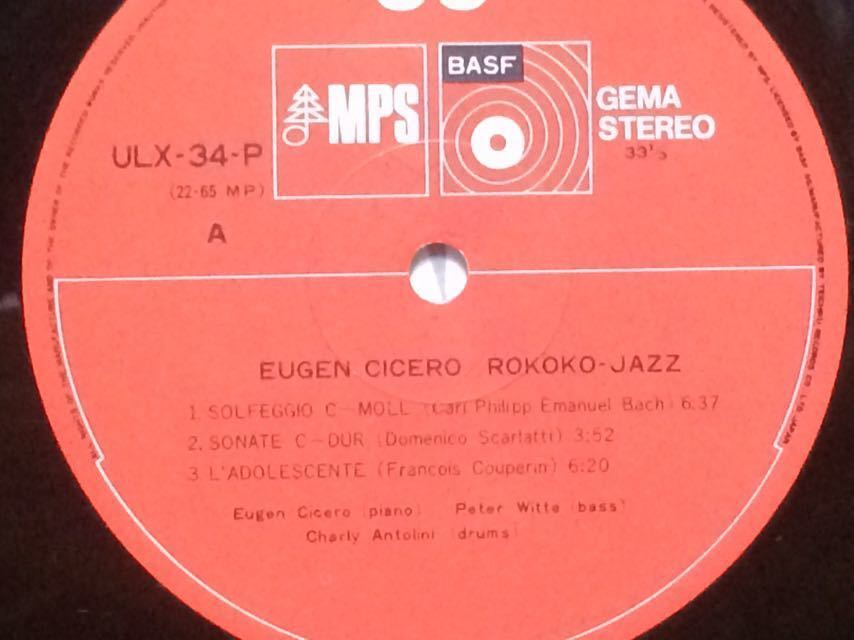 MPS
BASF
GEMA
STEREO
33⅓
ULX-34-P
(22-65 MP)
A
EUGEN CICERO ROKOKO-JAZZ
1. SOLFEGGIO C-MOLL (Carl Philipp Emanuel Bach) 6:37
2. SONATE C-DUR (Domenico Scarlatti) 3:52
3. L'ADOLESCENTE (Francois Couperin) 6:20
Eugen Cicero (piano) Peter Witte (bass)
Charly Antolini (drums)